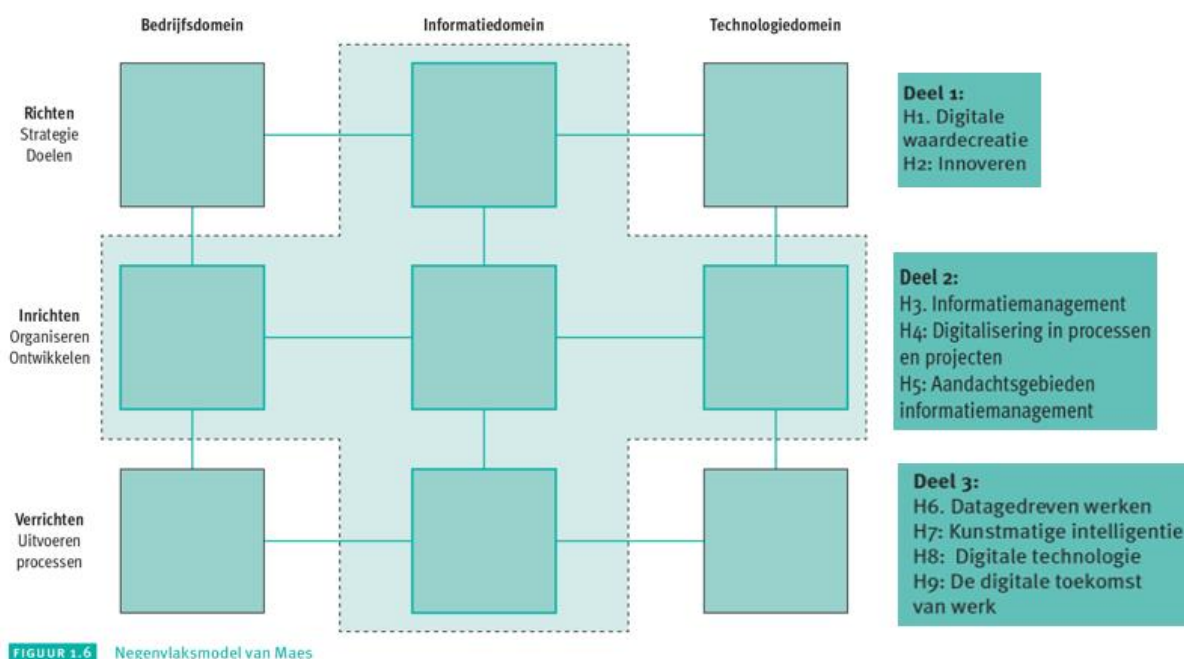 Bedrijfsdomein
Informatiedomein
Technologiedomein
Richten
Strategie
Doelen
Deel 1:
H1. Digitale
waardecreatie
H2: Innoveren
Inrichten
Organiseren
Ontwikkelen
Deel 2:
H3. Informatiemanagement
H4: Digitalisering in processen
en projecten
H5: Aandachtsgebieden
informatiemanagement
Verrichten
Uitvoeren
processen
Deel 3:
H6. Datagedreven werken
H7: Kunstmatige intelligentie
H8: Digitale technologie
H9: De digitale toekomst
van werk
FIGUUR 1.6 Negenvlaksmodel van Maes